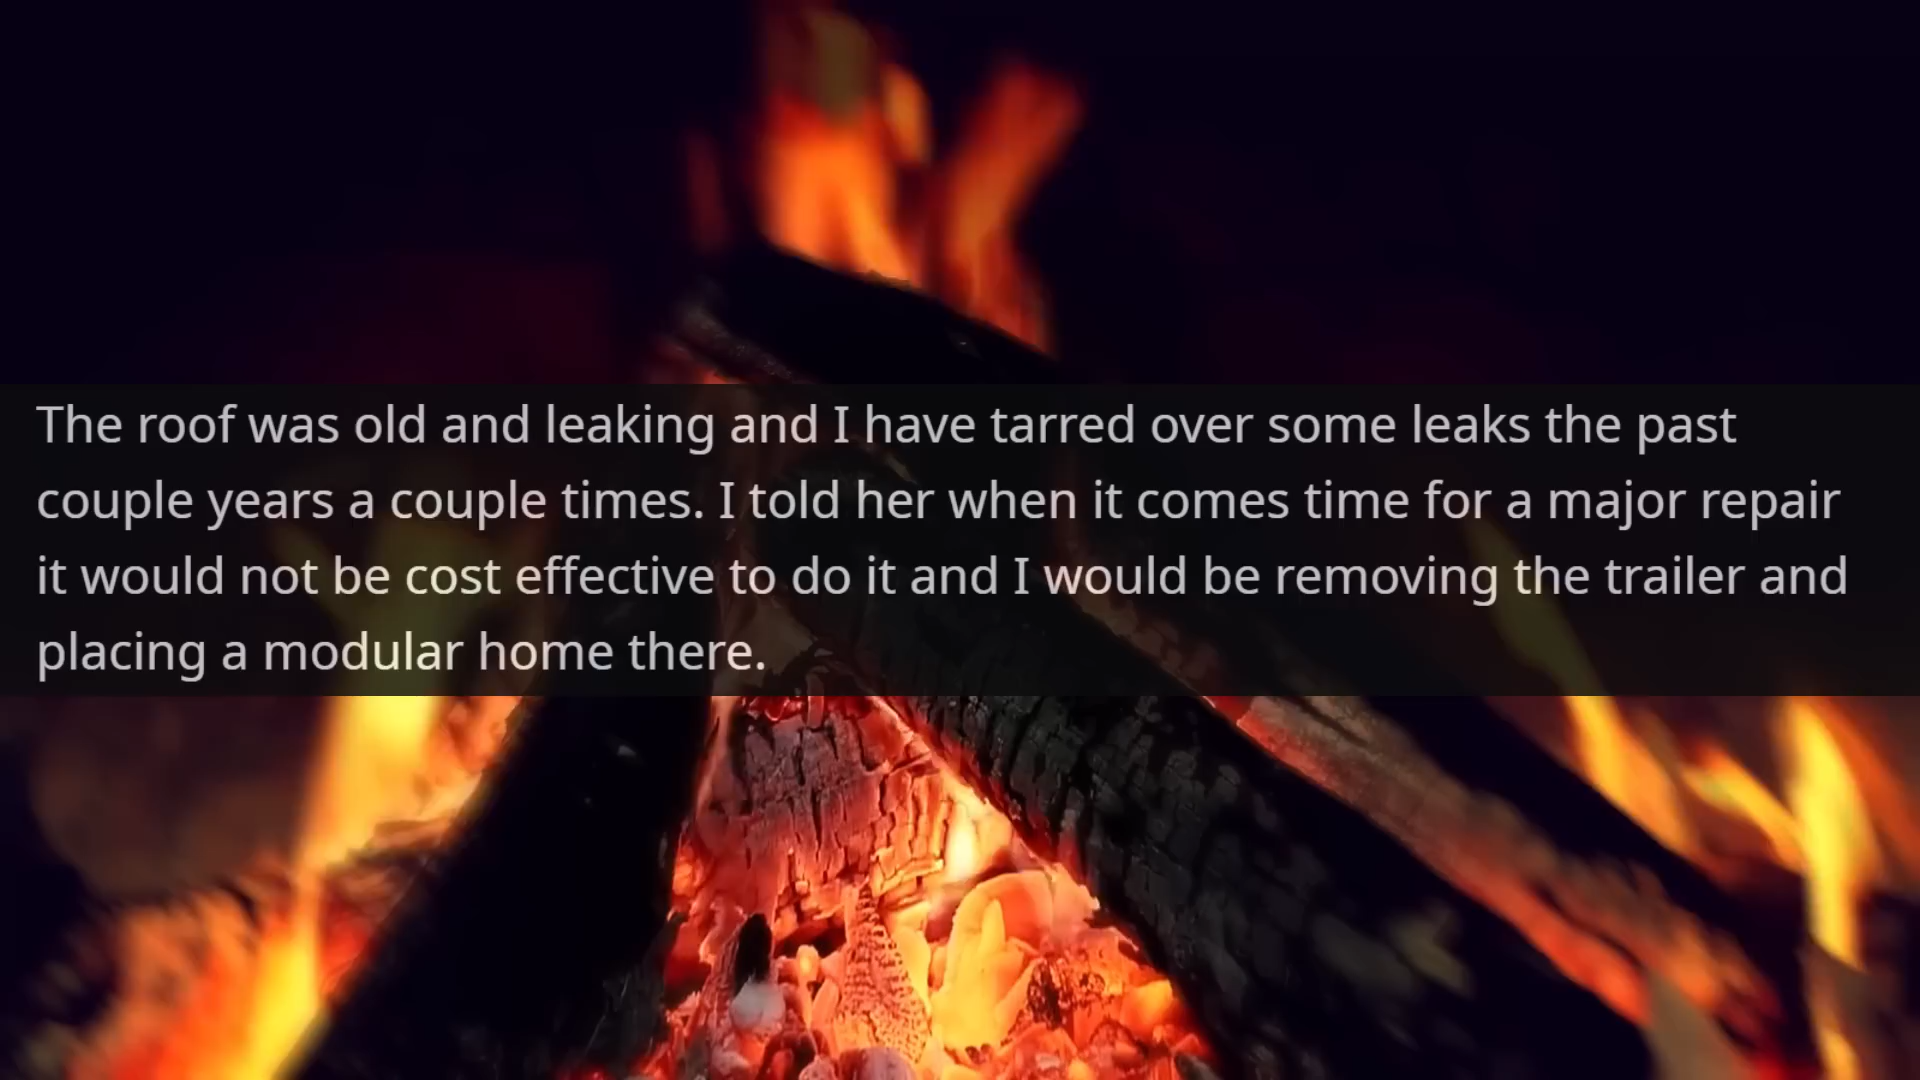 The roof was old and leaking and I have tarred over some leaks the past
couple years a couple times. I told her when it comes time for a major repair
it would not be cost effective to do it and I would be removing the trailer and
placing a modular home there.